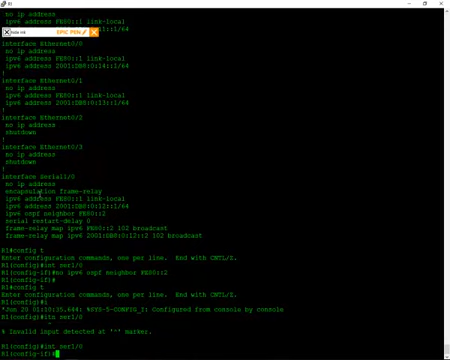 R1
no ip address
ipv6 address FE80::1 link-local
Hide Ink
EPIC PEN
:1/64
interface Ethernet0/0
no ip address
ipv6 address FE80::1 link-local
ipv6 address 2001:DB8:0:14::1/64
!
interface Ethernet0/1
no ip address
ipv6 address FE80::1 link-local
ipv6 address 2001:DB8:0:13::1/64
!
interface Ethernet0/2
no ip address
shutdown
!
interface Ethernet0/3
no ip address
shutdown
!
interface Serial1/0
no ip address
encapsulation frame-relay
ipv6 address FE80::1 link-local
ipv6 address 2001:DB8:0:12::1/64
ipv6 ospf neighbor FE80::2
serial restart-delay 0
frame-relay map ipv6 FE80::2 102 broadcast
frame-relay map ipv6 2001:DB8:0:12::2 102 broadcast
R1#config t
Enter configuration commands, one per line. End with CNTL/Z.
R1(config)#int ser1/0
R1(config-if)#no ipv6 ospf neighbor FE80::2
R1(config-if)#
R1#config t
Enter configuration commands, one per line. End with CNTL/Z.
R1(config)#i
*Jun 20 01:10:35.644: %SYS-5-CONFIG_I: Configured from console by console
R1(config)#itn ser1/0
^
% Invalid input detected at '^' marker.
R1(config)#int ser1/0
R1(config-if)#